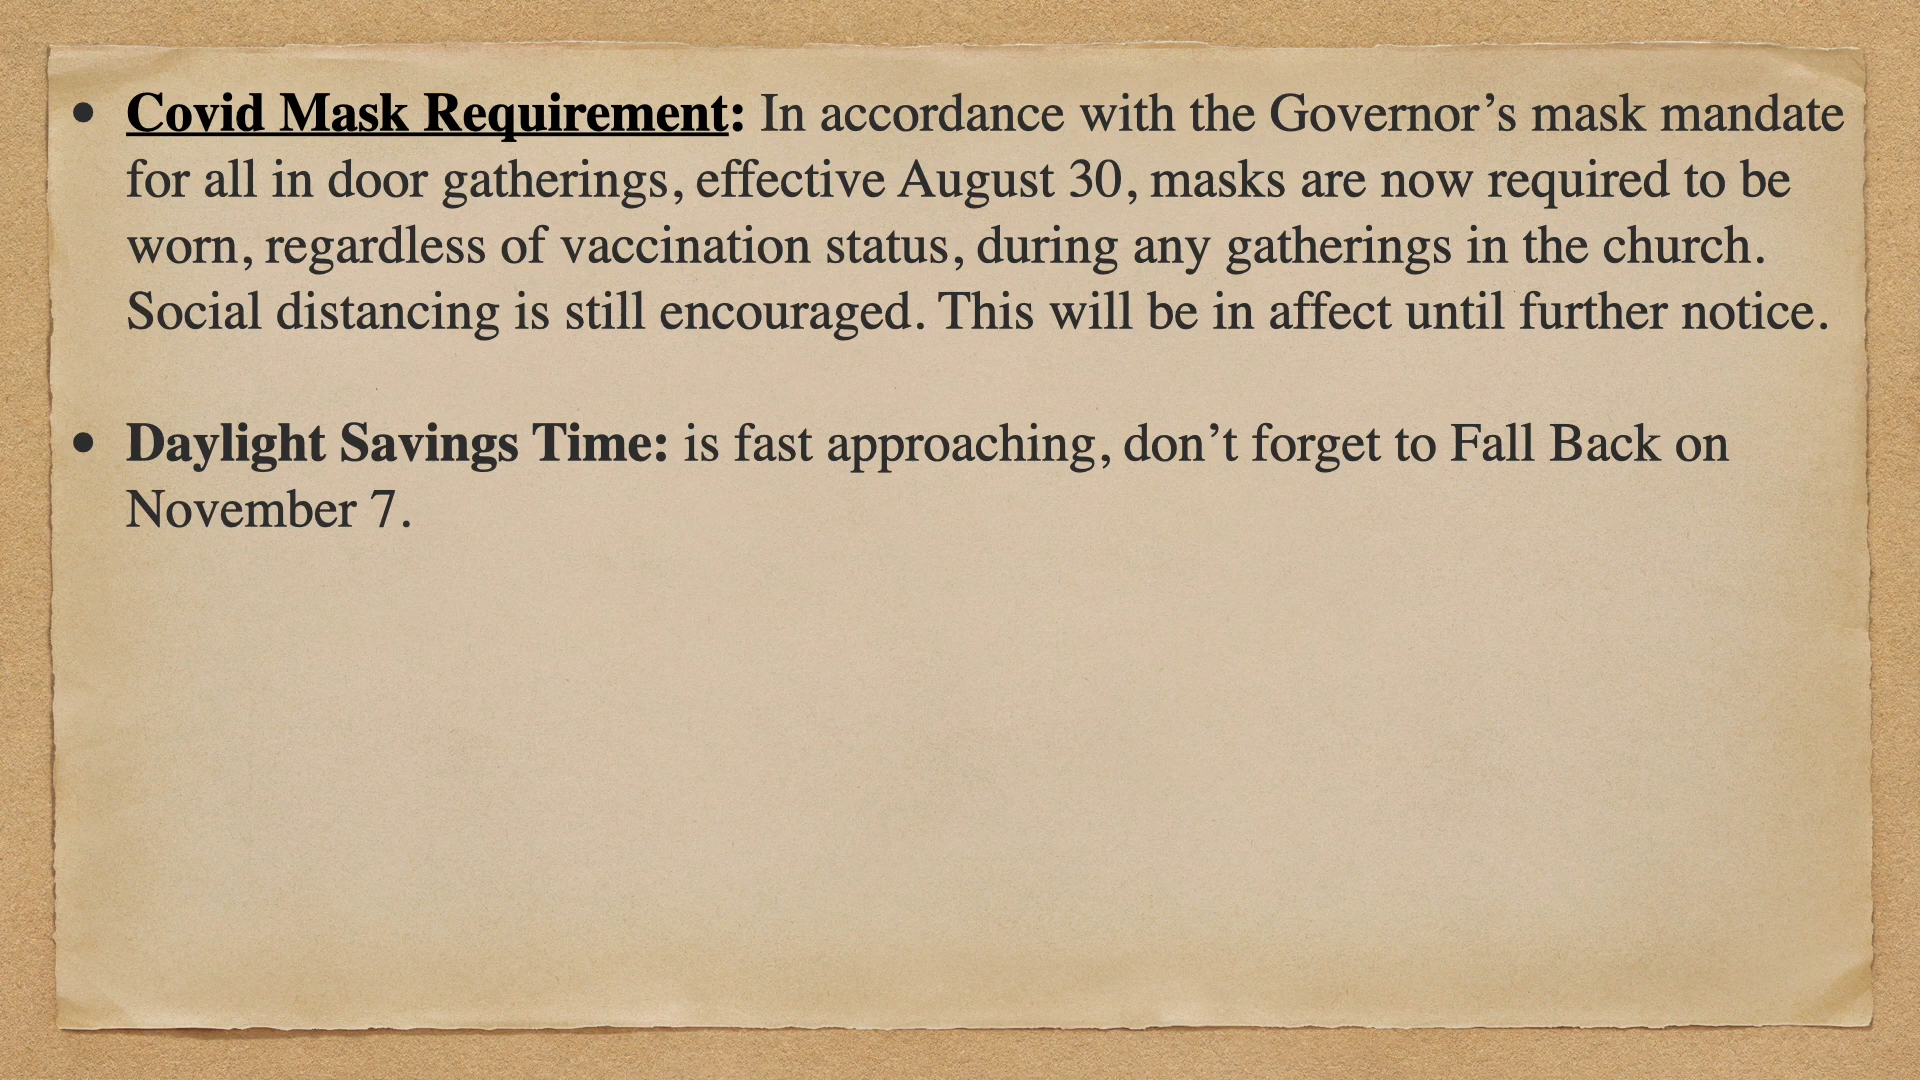 • Covid Mask Requirement: In accordance with the Governor’s mask mandate
for all in door gatherings, effective August 30, masks are now required to be
worn, regardless of vaccination status, during any gatherings in the church.
Social distancing is still encouraged. This will be in affect until further notice.
• Daylight Savings Time: is fast approaching, don’t forget to Fall Back on
November 7.